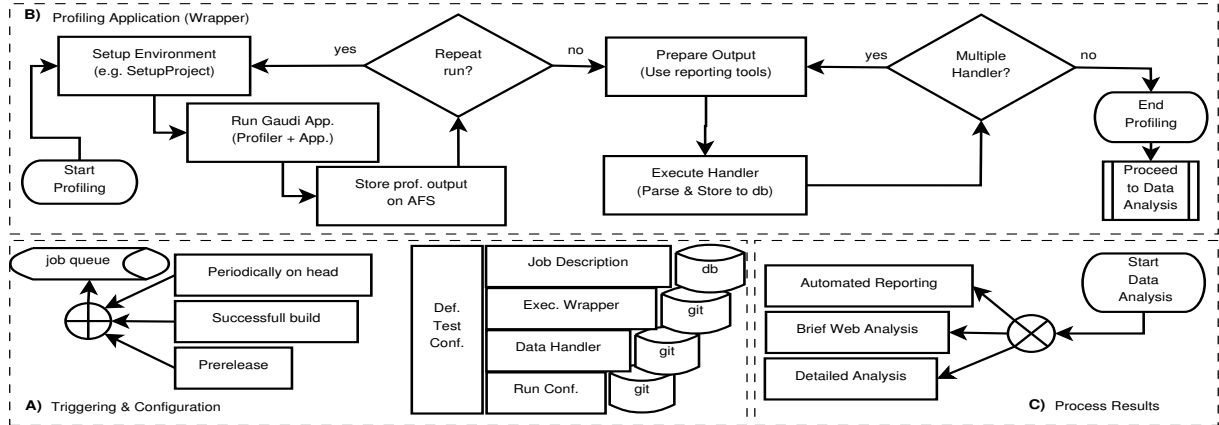 B) Profiling Application (Wrapper)
Setup Environment
(e.g. SetupProject)
yes
Repeat
run?
no
Prepare Output
(Use reporting tools)
yes
Multiple
Handler?
no
Run Gaudi App.
(Profiler + App.)
End
Profiling
Start
Profiling
Store prof. output
on AFS
Execute Handler
(Parse & Store to db)
Proceed
to Data
Analysis
job queue
Periodically on head
Successfull build
Prerelease
A) Triggering & Configuration
Def.
Test
Conf.
Job Description
db
Exec. Wrapper
git
Data Handler
git
Run Conf.
git
Automated Reporting
Brief Web Analysis
Detailed Analysis
Start
Data
Analysis
C) Process Results